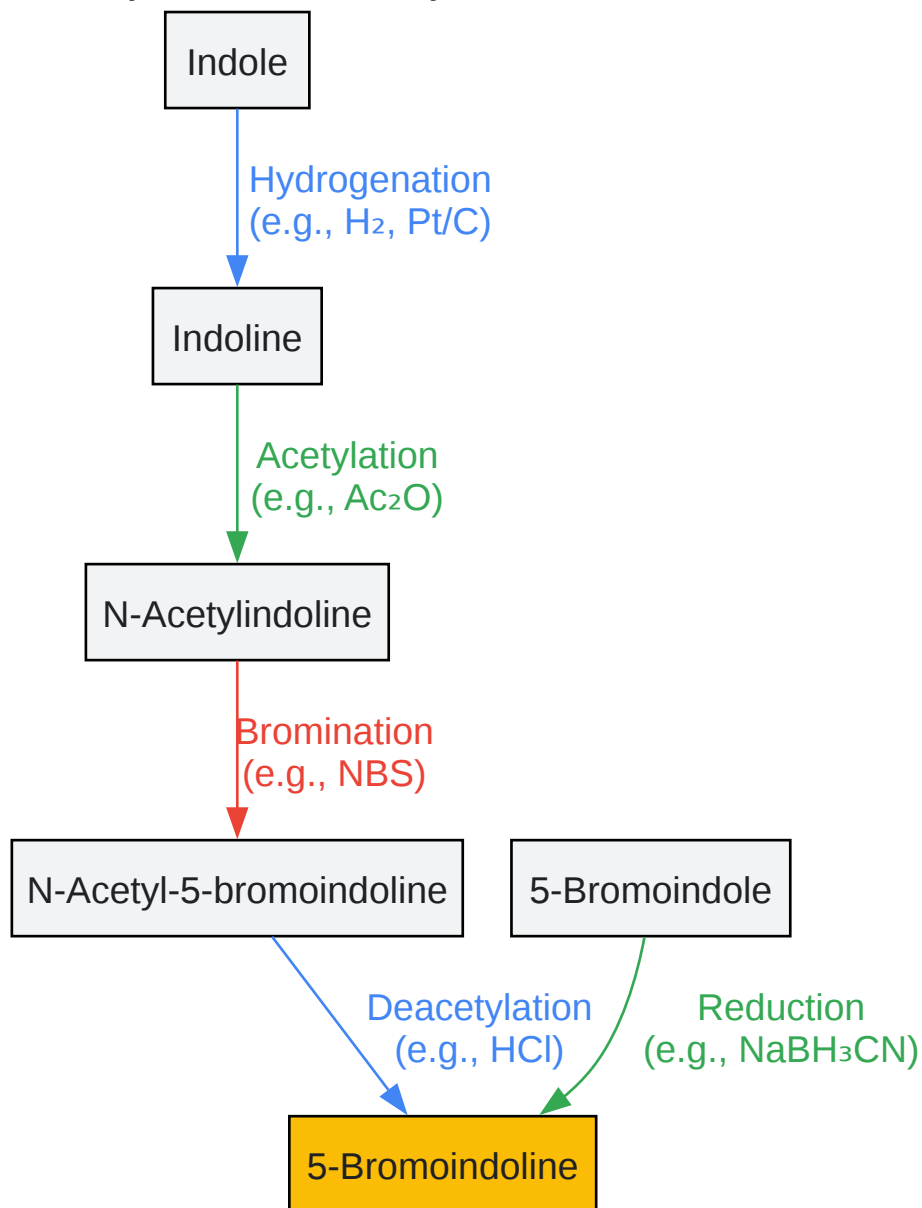 Indole
Hydrogenation
(e.g., H₂, Pt/C)
Indoline
Acetylation
(e.g., Ac₂O)
N-Acetylindoline
Bromination
(e.g., NBS)
N-Acetyl-5-bromoindoline
5-Bromoindole
Deacetylation
(e.g., HCl)
Reduction
(e.g., NaBH₃CN)
5-Bromoindoline